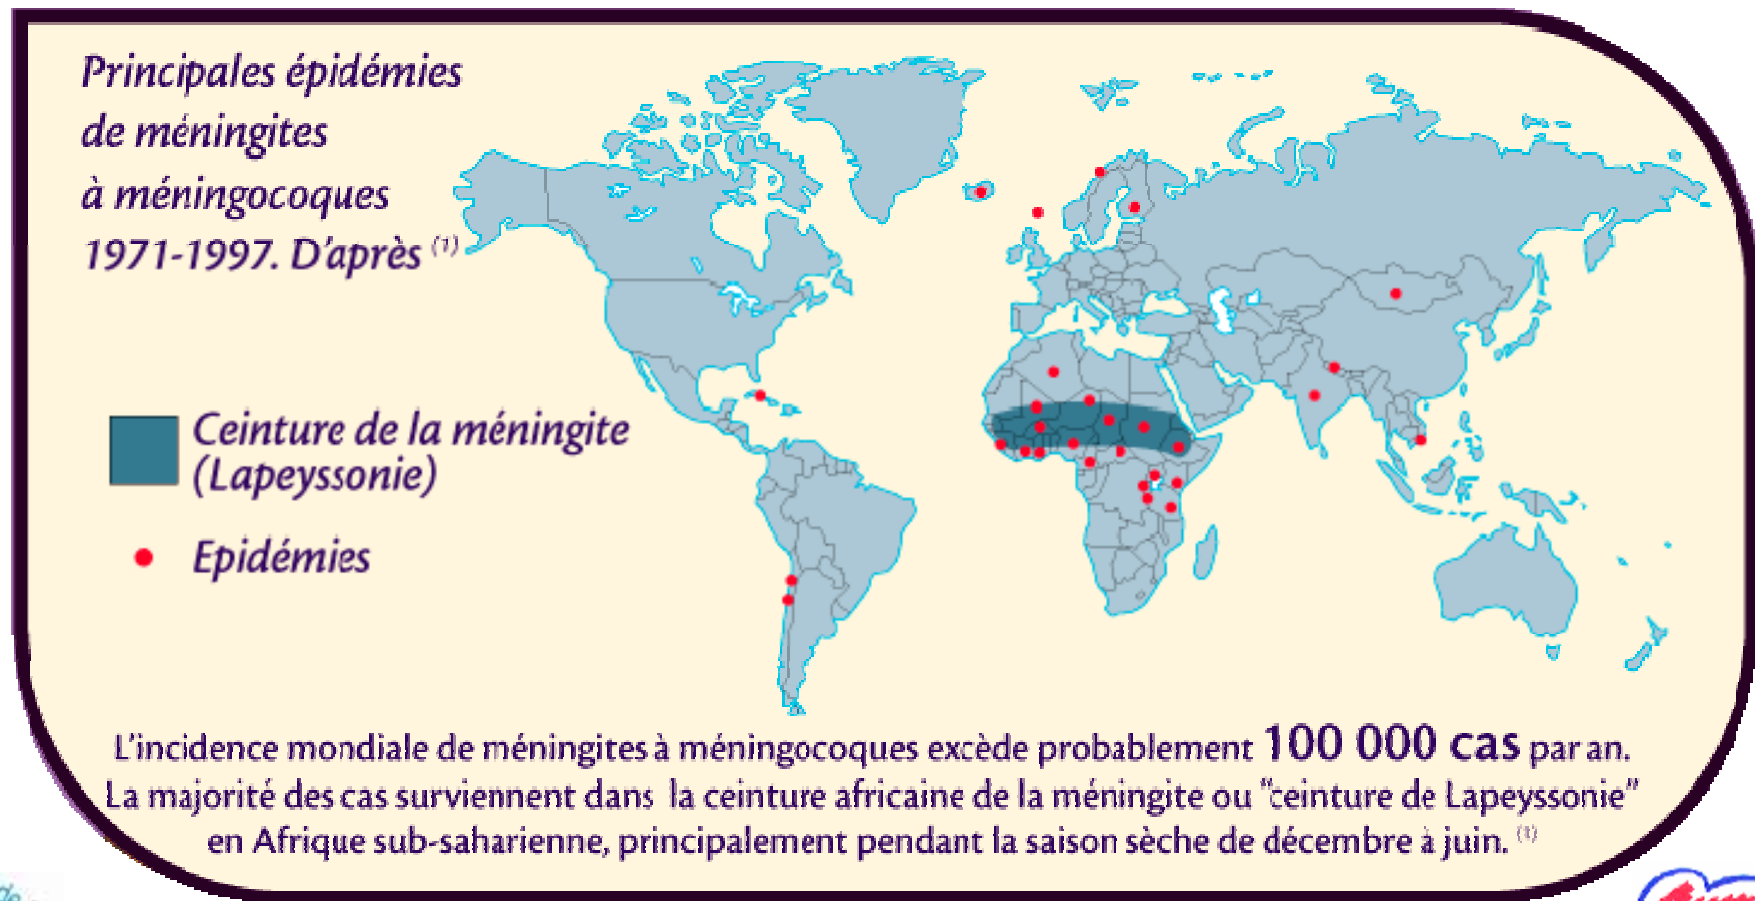 Principales épidémies
de méningites
à méningocoques
1971-1997. D'après (1)
Ceinture de la méningite
(Lapeyssonie)
Epidémies
L'incidence mondiale de méningites à méningocoques excède probablement 100 000 cas par an.
La majorité des cas surviennent dans la ceinture africaine de la méningite ou "ceinture de Lapeyssonie"
en Afrique sub-saharienne, principalement pendant la saison sèche de décembre à juin. (1)
de